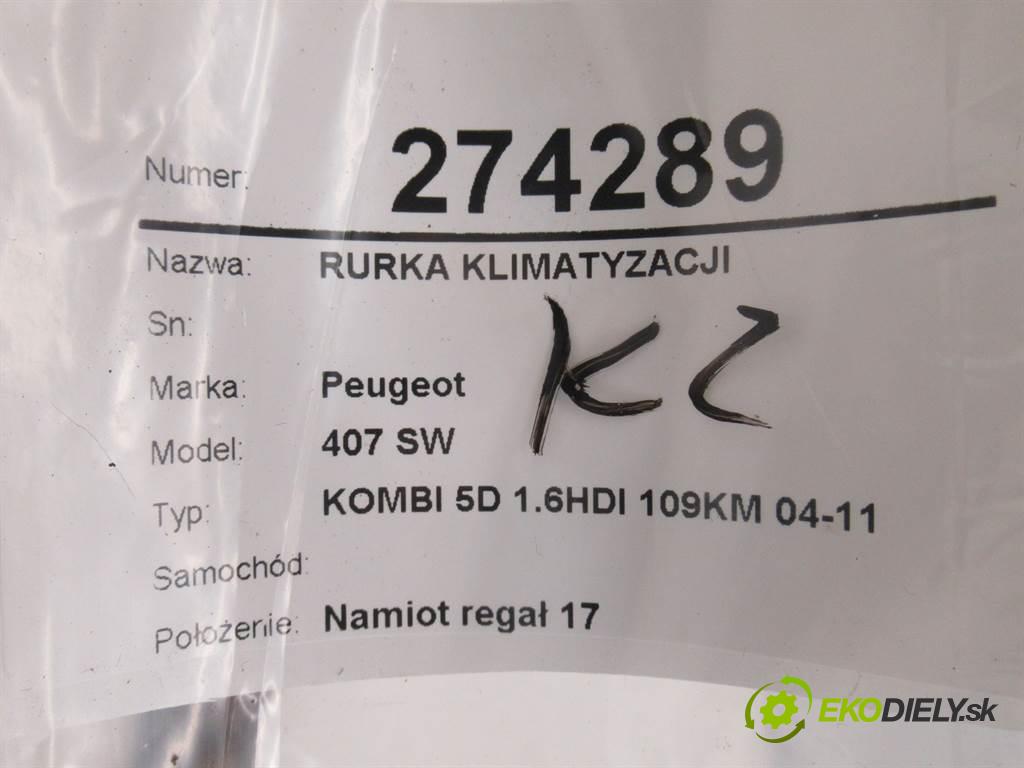 Numer: 274289
Nazwa: RURKA KLIMATYZACJI
Sn:
KZ
Marka: Peugeot
Model: 407 SW
Typ: KOMBI 5D 1.6HDI 109KM 04-11
Samochód:
Położenie: Namiot regał 17
EKODIELY.sk